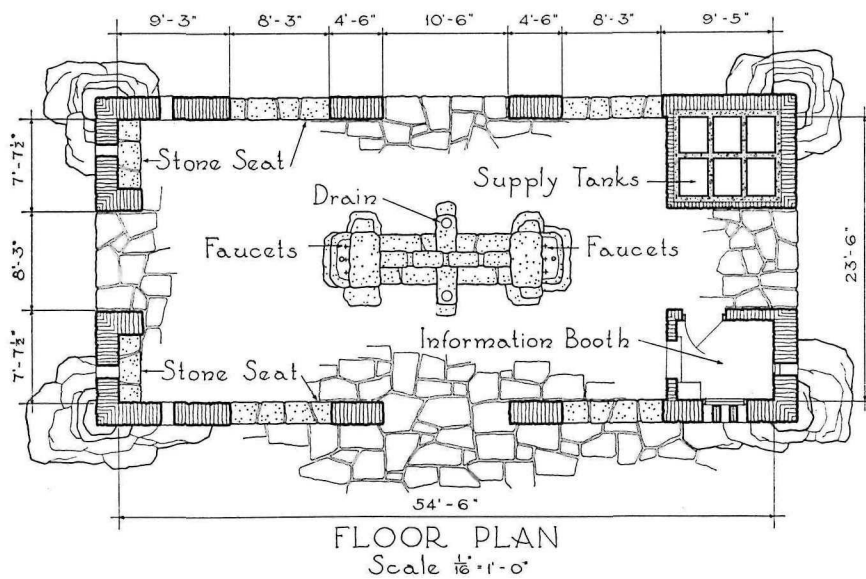 9'-3" 8'-3" 4'-6" 10'-6" 4'-6" 8'-3" 9'-5"
7'-7½"
Stone Seat
Supply Tanks
Drain
Faucets
Faucets
8'-3"
23'-6"
Information Booth
7'-7½"
Stone Seat
54'-6"
FLOOR PLAN
Scale 1/16"=1'-0"